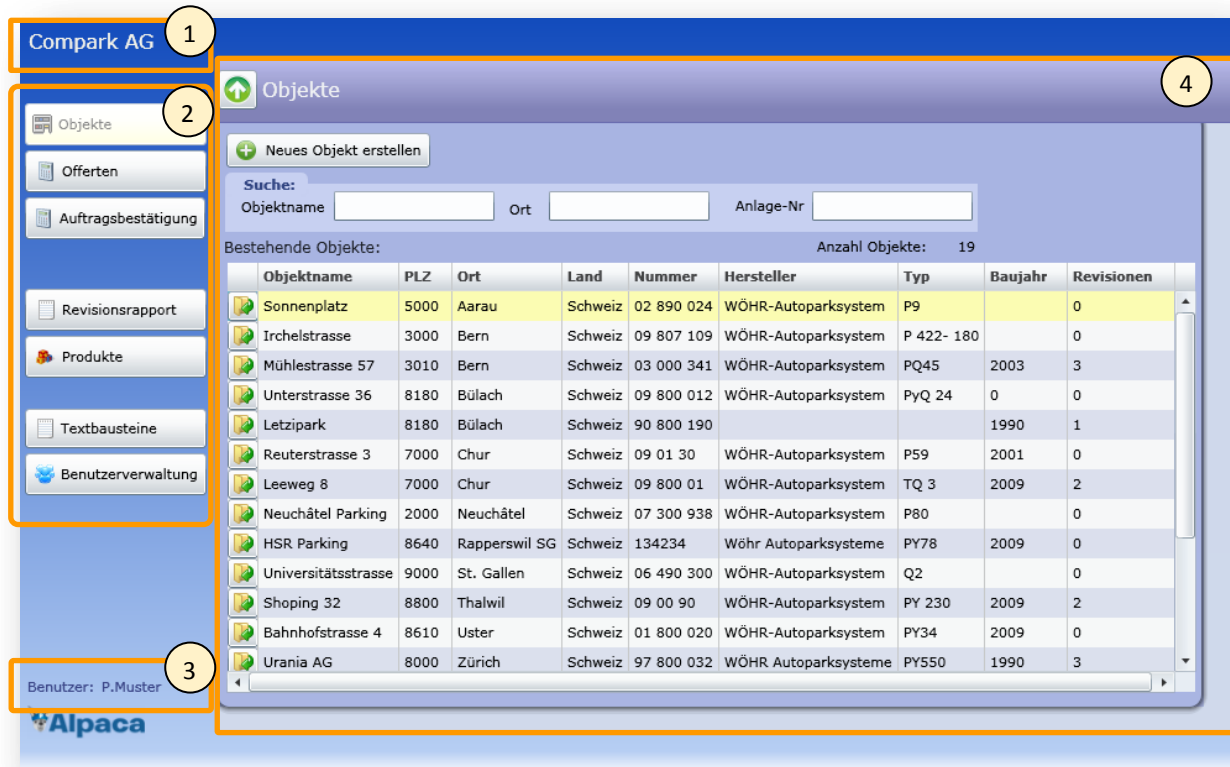 Compark AG
1
2
Objekte
Offerten
Auftragsbestätigung
Revisionsrapport
Produkte
Textbausteine
Benutzerverwaltung
3
Benutzer: P.Muster
Alpaca
4
Objekte
Neues Objekt erstellen
Suche:
Objektname Ort Anlage-Nr
Bestehende Objekte: Anzahl Objekte: 19
Objektname PLZ Ort Land Nummer Hersteller Typ Baujahr Revisionen
Sonnenplatz 5000 Aarau Schweiz 02 890 024 WÖHR-Autoparksystem P9 0
Irchelstrasse 3000 Bern Schweiz 09 807 109 WÖHR-Autoparksystem P 422- 180 0
Mühlestrasse 57 3010 Bern Schweiz 03 000 341 WÖHR-Autoparksystem PQ45 2003 3
Unterstrasse 36 8180 Bülach Schweiz 09 800 012 WÖHR-Autoparksystem PyQ 24 0 0
Letzipark 8180 Bülach Schweiz 90 800 190 1990 1
Reuterstrasse 3 7000 Chur Schweiz 09 01 30 WÖHR-Autoparksystem P59 2001 0
Leeweg 8 7000 Chur Schweiz 09 800 01 WÖHR-Autoparksystem TQ 3 2009 2
Neuchâtel Parking 2000 Neuchâtel Schweiz 07 300 938 WÖHR-Autoparksystem P80 0
HSR Parking 8640 Rapperswil SG Schweiz 134234 Wöhr Autoparksysteme PY78 2009 0
Universitätsstrasse 9000 St. Gallen Schweiz 06 490 300 WÖHR-Autoparksystem Q2 0
Shoping 32 8800 Thalwil Schweiz 09 00 90 WÖHR-Autoparksystem PY 230 2009 2
Bahnhofstrasse 4 8610 Uster Schweiz 01 800 020 WÖHR-Autoparksystem PY34 2009 0
Urania AG 8000 Zürich Schweiz 97 800 032 WÖHR Autoparksysteme PY550 1990 3